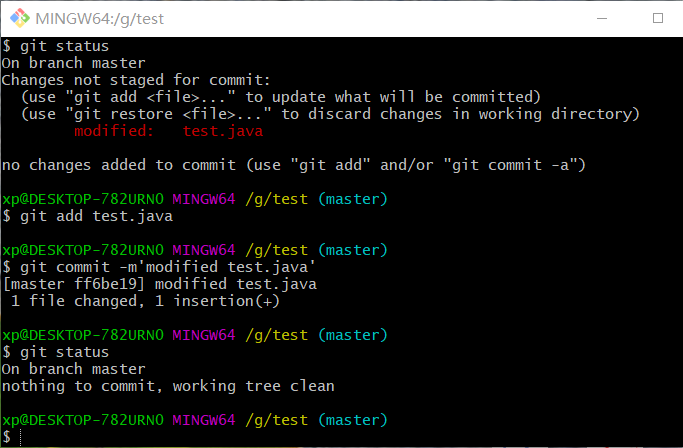 MINGW64:/g/test
$ git status
On branch master
Changes not staged for commit:
  (use "git add <file>..." to update what will be committed)
  (use "git restore <file>..." to discard changes in working directory)
        modified:   test.java

no changes added to commit (use "git add" and/or "git commit -a")

xp@DESKTOP-782URNO MINGW64 /g/test (master)
$ git add test.java

xp@DESKTOP-782URNO MINGW64 /g/test (master)
$ git commit -m'modified test.java'
[master ff6be19] modified test.java
 1 file changed, 1 insertion(+)

xp@DESKTOP-782URNO MINGW64 /g/test (master)
$ git status
On branch master
nothing to commit, working tree clean

xp@DESKTOP-782URNO MINGW64 /g/test (master)
$